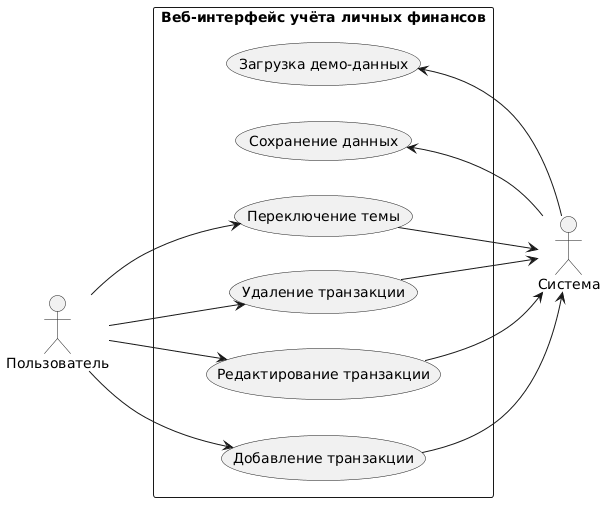 Веб-интерфейс учёта личных финансов
Загрузка демо-данных
Сохранение данных
Переключение темы
Удаление транзакции
Система
Пользователь
Редактирование транзакции
Добавление транзакции